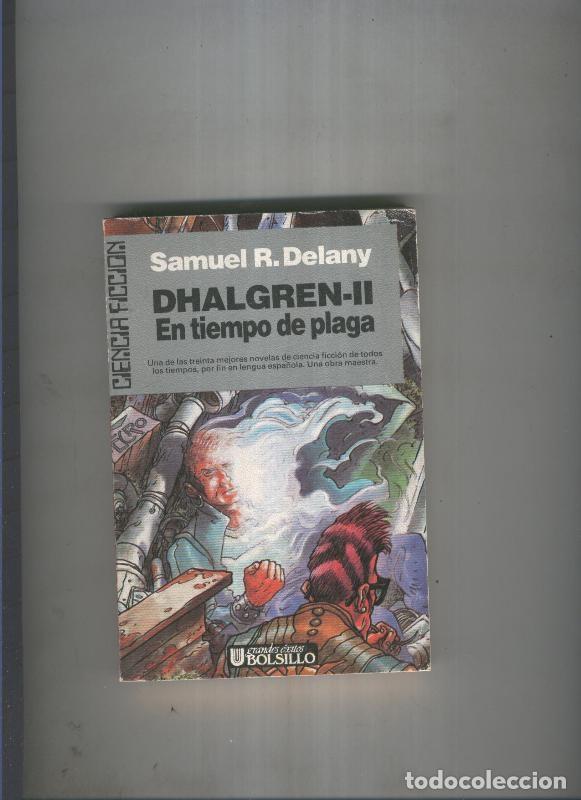 CIENCIA FICCION
Samuel R. Delany
DHALGREN-II
En tiempo de plaga
Una de las treinta mejores novelas de ciencia ficción de todos
los tiempos, por fin en lengua española. Una obra maestra.
grandes éxitos
BOLSILLO
todocoleccion